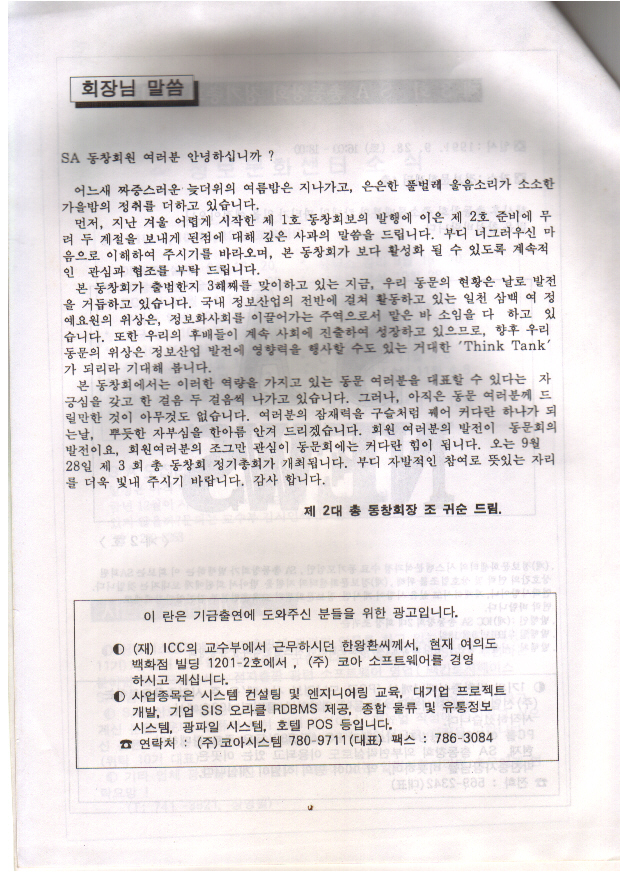 회장님 말씀
SA 동창회원 여러분 안녕하십니까 ?
어느새 짜증스러운 늦더위의 여름밤은 지나가고, 은은한 풀벌레 울음소리가 소소한
가을밤의 정취를 더하고 있습니다.
먼저, 지난 겨울 어렵게 시작한 제 1호 동창회보의 발행에 이은 제 2호 준비에 무
려 두 계절을 보내게 된점에 대해 깊은 사과의 말씀을 드립니다. 부디 너그러우신 마
음으로 이해하여 주시기를 바라오며, 본 동창회가 보다 활성화 될 수 있도록 계속적
인 관심과 협조를 부탁 드립니다.
본 동창회가 출범한지 3해째를 맞이하고 있는 지금, 우리 동문의 현황은 날로 발전
을 거듭하고 있습니다. 국내 정보산업의 전반에 걸쳐 활동하고 있는 일천 삼백 여 정
예요원의 위상은, 정보화사회를 이끌어가는 주역으로서 맡은 바 소임을 다 하고 있
습니다. 또한 우리의 후배들이 계속 사회에 진출하여 성장하고 있으므로, 향후 우리
동문의 위상은 정보산업 발전에 영향력을 행사할 수도 있는 거대한 'Think Tank'
가 되리라 기대해 봅니다.
본 동창회에서는 이러한 역량을 가지고 있는 동문 여러분을 대표할 수 있다는 자
긍심을 갖고 한 걸음 두 걸음씩 나가고 있습니다. 그러나, 아직은 동문 여러분께 드
릴만한 것이 아무것도 없습니다. 여러분의 잠재력을 구슬처럼 꿰어 커다란 하나가 되
는날, 뿌듯한 자부심을 한아름 안겨 드리겠습니다. 회원 여러분의 발전이 동문회의
발전이요, 회원여러분의 조그만 관심이 동문회에는 커다란 힘이 됩니다. 오는 9월
28일 제 3 회 총 동창회 정기총회가 개최됩니다. 부디 자발적인 참여로 뜻있는 자리
를 더욱 빛내 주시기 바랍니다. 감사 합니다.
제 2대 총 동창회장 조 귀순 드림.
이 란은 기금출연에 도와주신 분들을 위한 광고입니다.
◐ (재) ICC의 교수부에서 근무하시던 한왕환씨께서, 현재 여의도
백화점 빌딩 1201-2호에서 , (주) 코아 소프트웨어를 경영
하시고 계십니다.
◐ 사업종목은 시스템 컨설팅 및 엔지니어링 교육, 대기업 프로젝트
개발, 기업 SIS 오라클 RDBMS 제공, 종합 물류 및 유통정보
시스템, 광파일 시스템, 호텔 POS 등입니다.
☎ 연락처 : (주)코아시스템 780-9711(대표) 팩스 : 786-3084